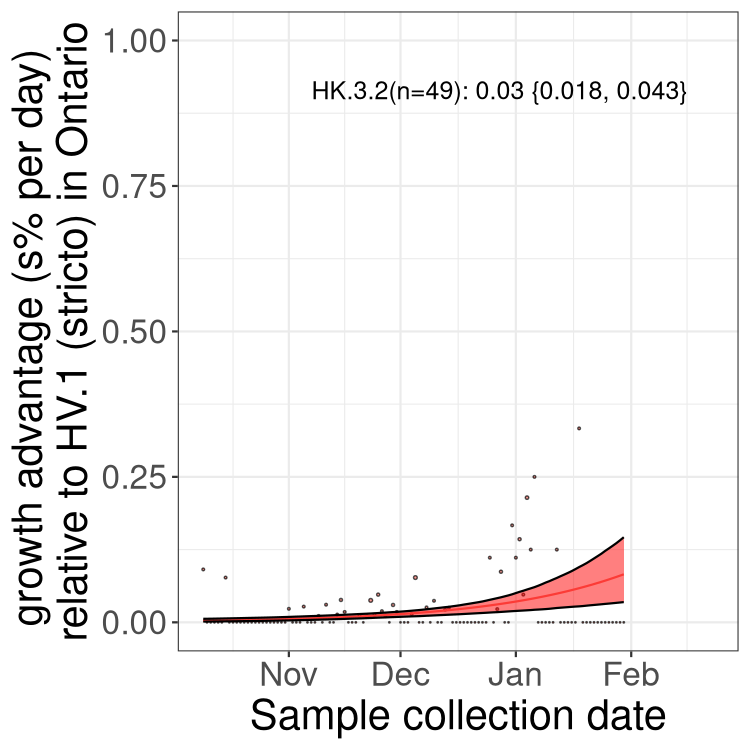 growth advantage (s% per day)
relative to HV.1 (stricto) in Ontario
1.00
0.75
0.50
0.25
0.00
HK.3.2(n=49): 0.03 {0.018, 0.043}
Nov Dec Jan Feb
Sample collection date